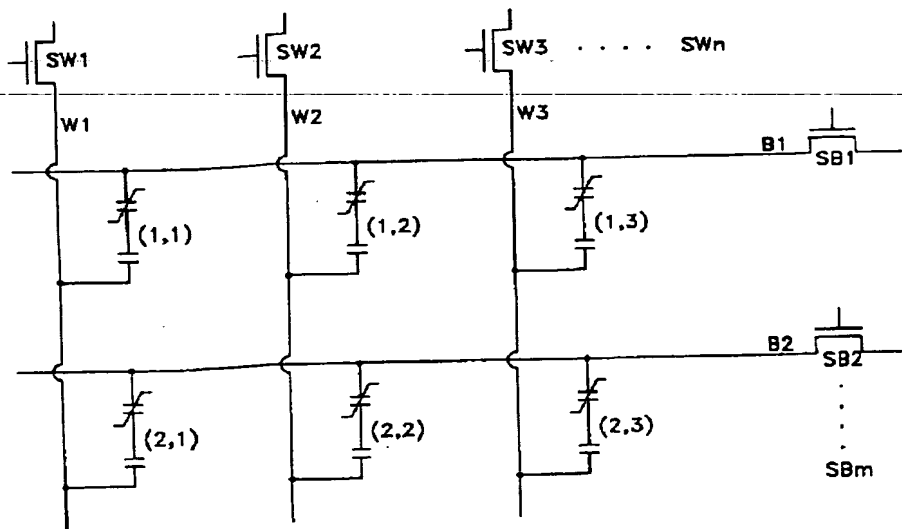 SW1
SW2
SW3 . . . . SWn
W1
W2
W3
B1
SB1
(1,1)
(1,2)
(1,3)
B2
SB2
(2,1)
(2,2)
(2,3)
SBm